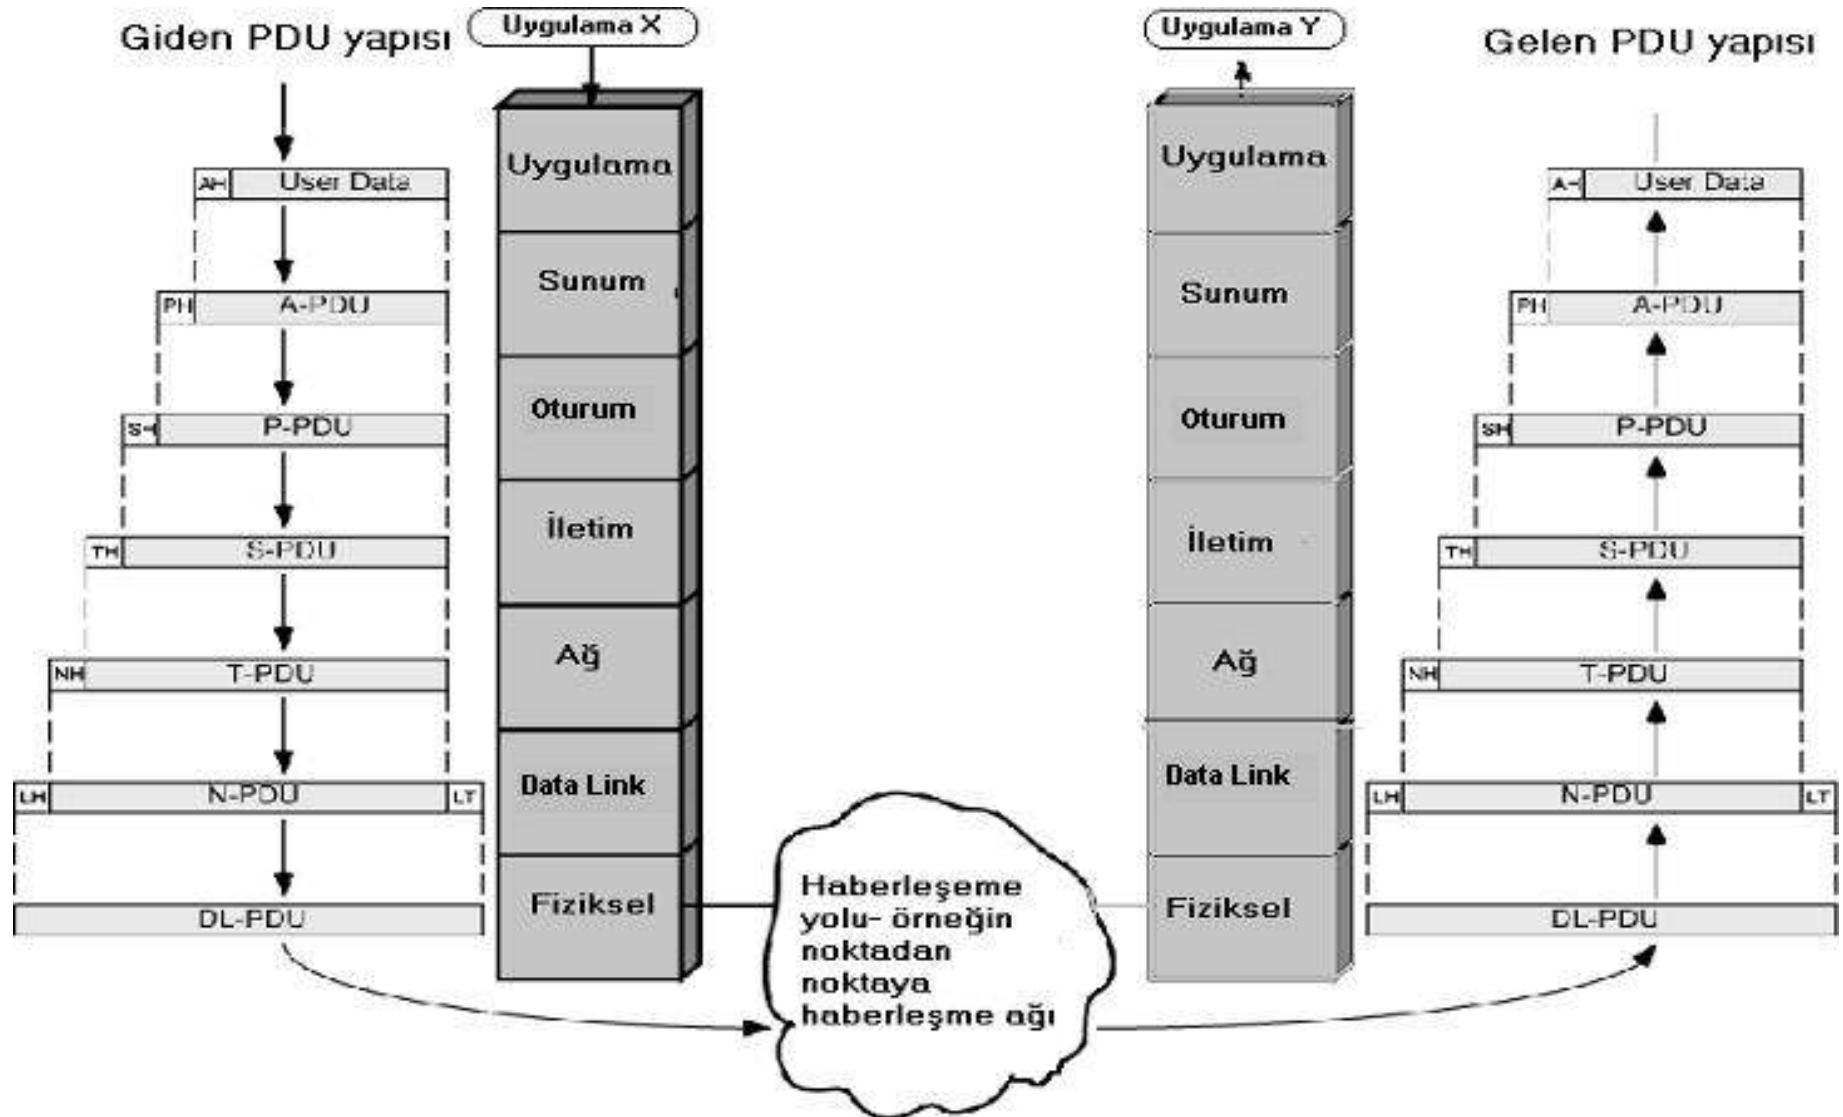 Giden PDU yapısı
Uygulama X
Uygulama Y
Gelen PDU yapısı
AH User Data
PH A-PDU
SH P-PDU
TH S-PDU
NH T-PDU
LH N-PDU LT
DL-PDU
Uygulama
Sunum
Oturum
İletim
Ağ
Data Link
Fiziksel
Haberleşeme
yolu- örneğin
noktadan
noktaya
haberleşme ağı
Uygulama
Sunum
Oturum
İletim
Ağ
Data Link
Fiziksel
AH User Data
PH A-PDU
SH P-PDU
TH S-PDU
NH T-PDU
LH N-PDU LT
DL-PDU